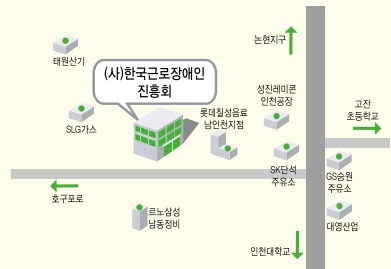 논현지구
태원산기
(사)한국근로장애인
진흥회
성진레미콘
인천공장
고잔
초등학교
SLG가스
롯데칠성음료
남인천지점
SK단석
주유소
GS승원
주유소
호구포로
르노삼성
남동정비
대영산업
인천대학교